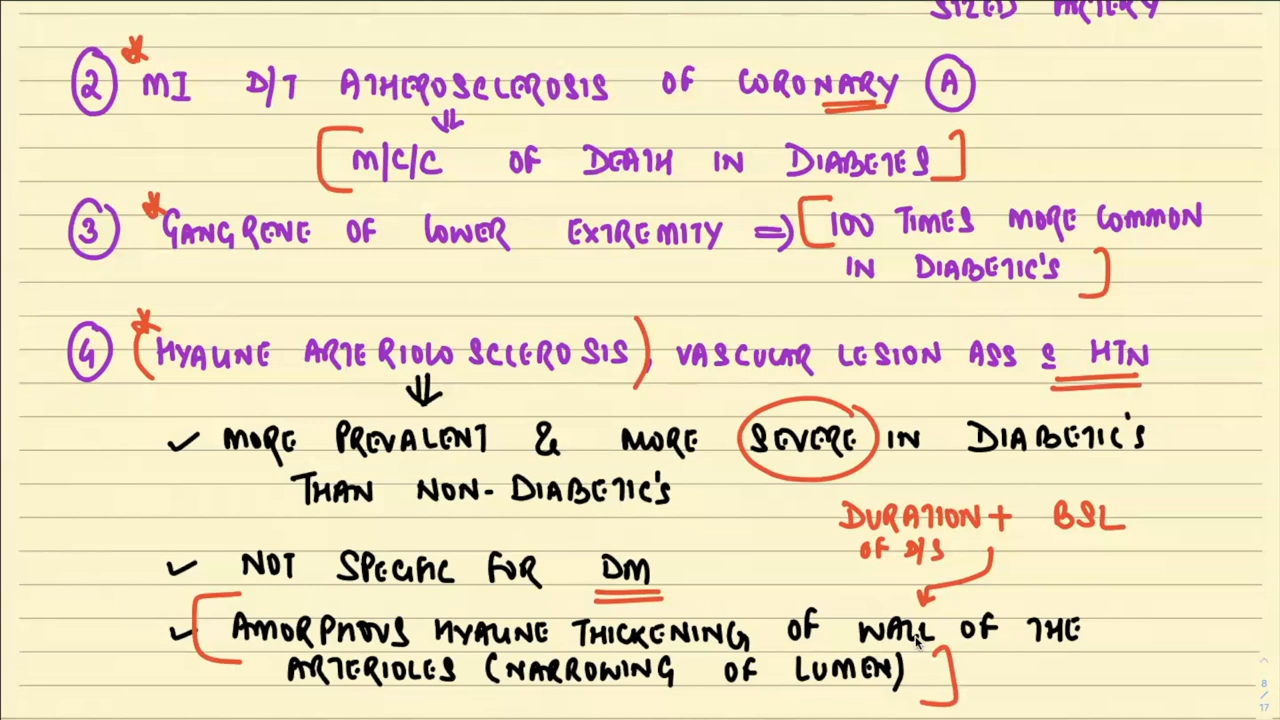 SIZED ARTERY
② * MI D/T ATHEROSCLEROSIS OF CORONARY Ⓐ
[M/C/C OF DEATH IN DIABETES]
③ * GANGRENE OF LOWER EXTREMITY ⇒ [100 TIMES MORE COMMON
IN DIABETIC'S]
④ * (HYALINE ARTERIOLOSCLEROSIS), VASCULAR LESION ASS s HTN
✓ MORE PREVALENT & MORE SEVERE IN DIABETIC'S
THAN NON-DIABETIC'S
DURATION + BSL
OF D/S
✓ NOT SPECIFIC FOR DM
✓ [AMORPHOUS HYALINE THICKENING OF WALL OF THE
ARTERIOLES (NARROWING OF LUMEN)]
8
/
17